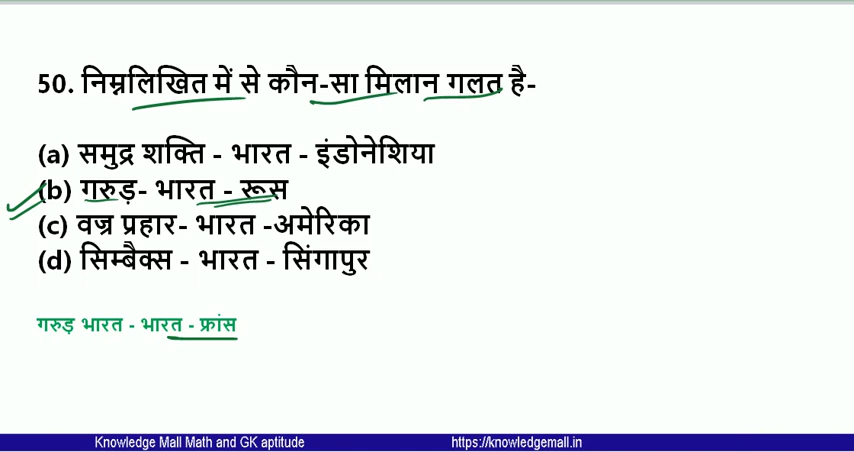 50. निम्नलिखित में से कौन-सा मिलान गलत है-
(a) समुद्र शक्ति - भारत - इंडोनेशिया
(b) गरुड़- भारत - रूस
(c) वज्र प्रहार- भारत -अमेरिका
(d) सिम्बैक्स - भारत - सिंगापुर
गरुड़ भारत - भारत - फ्रांस
Knowledge Mall Math and GK aptitude https://knowledgemall.in